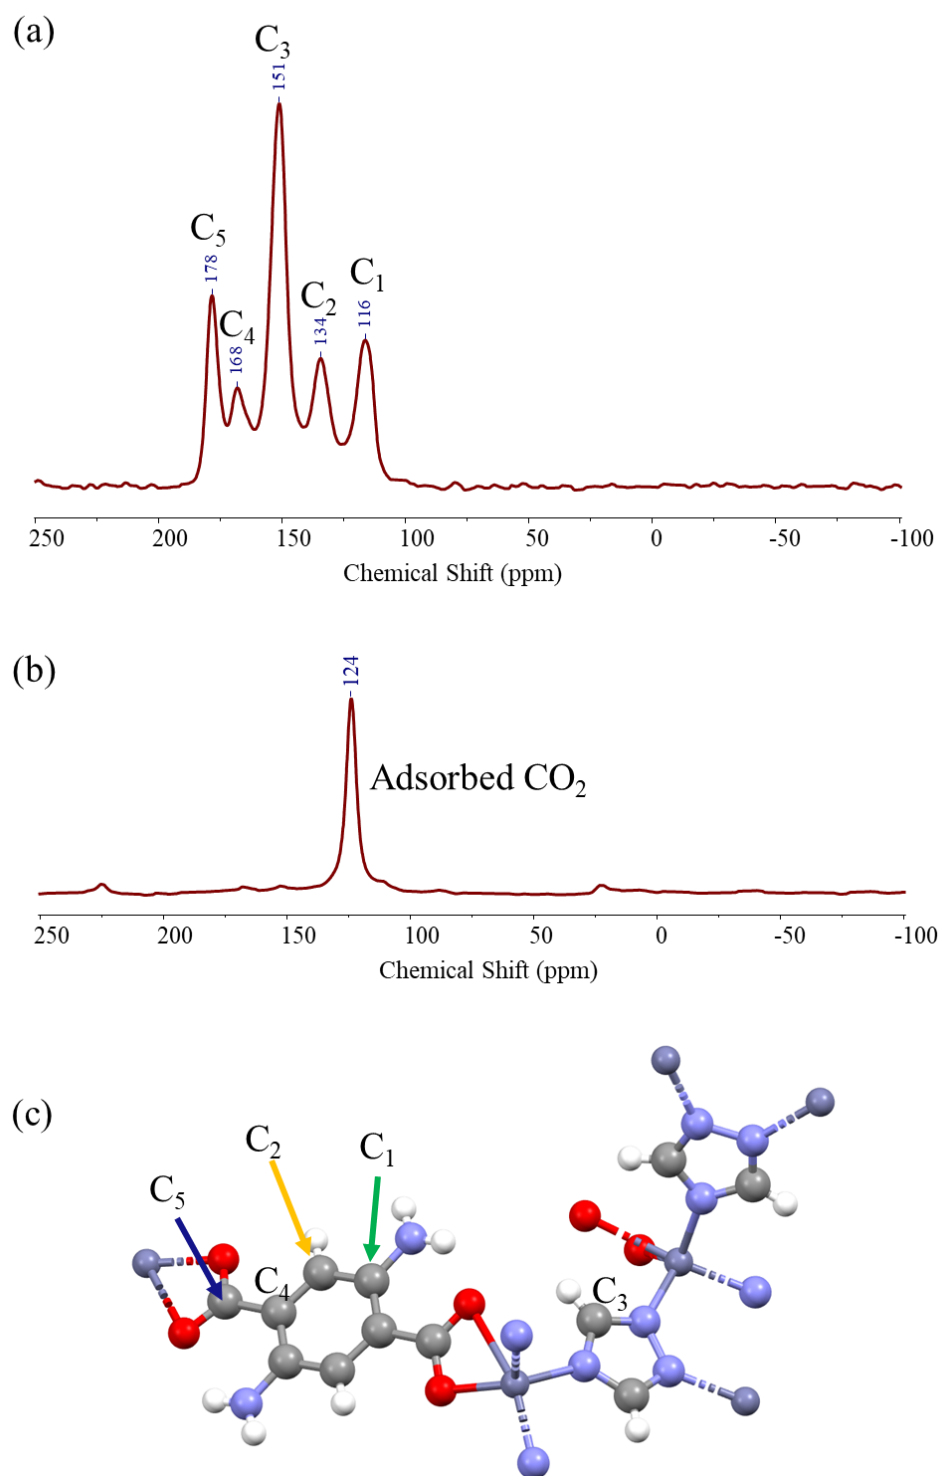 (a)
C3
151
C5
178
C4
168
C2
134
C1
116
250 200 150 100 50 0 -50 -100
Chemical Shift (ppm)
(b)
124
Adsorbed CO2
250 200 150 100 50 0 -50 -100
Chemical Shift (ppm)
(c)
C2
C1
C5
C4
C3